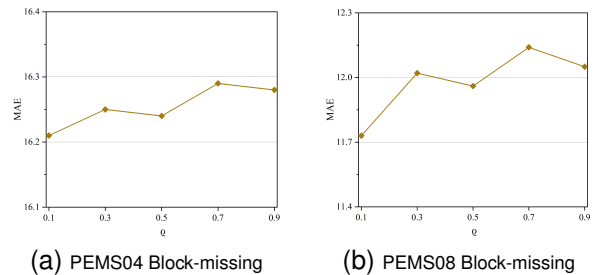 16.4
16.3
16.2
16.1
MAE
0.1 0.3 0.5 0.7 0.9
ϱ
(a) PEMS04 Block-missing
12.3
12.0
11.7
11.4
MAE
0.1 0.3 0.5 0.7 0.9
ϱ
(b) PEMS08 Block-missing